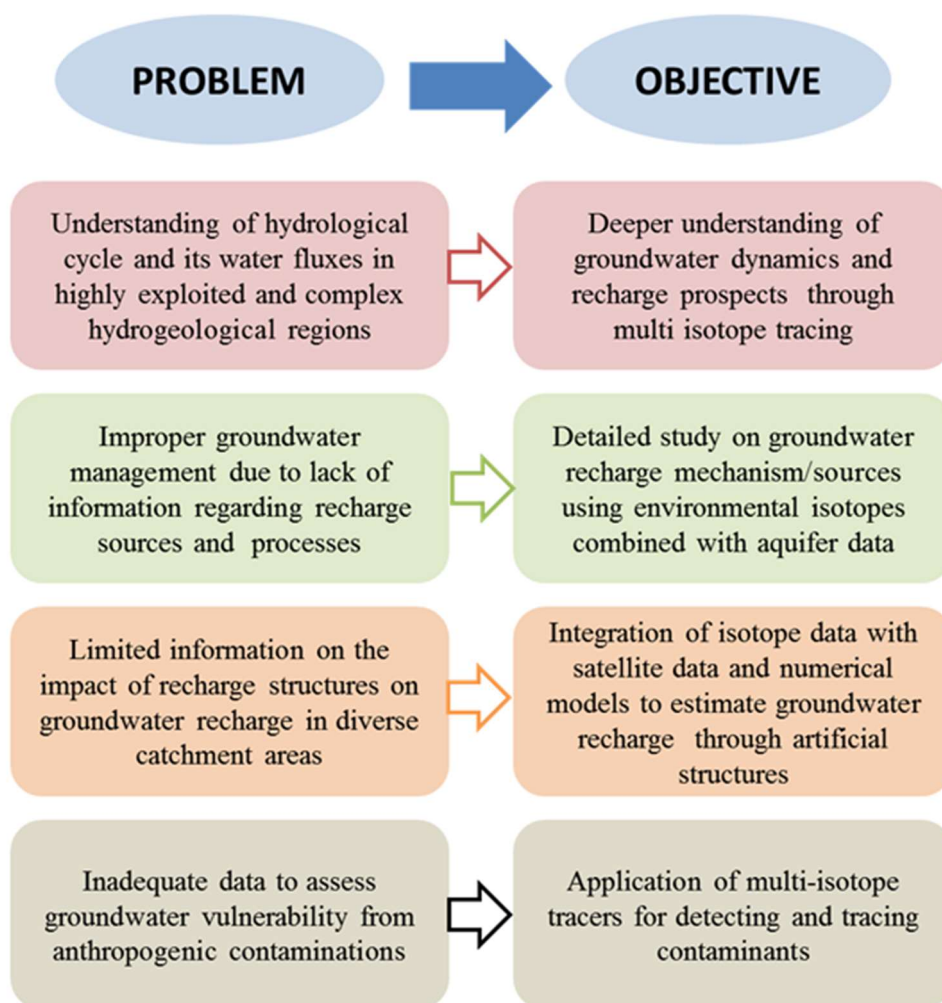 PROBLEM
OBJECTIVE
Understanding of hydrological
cycle and its water fluxes in
highly exploited and complex
hydrogeological regions
Deeper understanding of
groundwater dynamics and
recharge prospects through
multi isotope tracing
Improper groundwater
management due to lack of
information regarding recharge
sources and processes
Detailed study on groundwater
recharge mechanism/sources
using environmental isotopes
combined with aquifer data
Limited information on the
impact of recharge structures on
groundwater recharge in diverse
catchment areas
Integration of isotope data with
satellite data and numerical
models to estimate groundwater
recharge through artificial
structures
Inadequate data to assess
groundwater vulnerability from
anthropogenic contaminations
Application of multi-isotope
tracers for detecting and tracing
contaminants